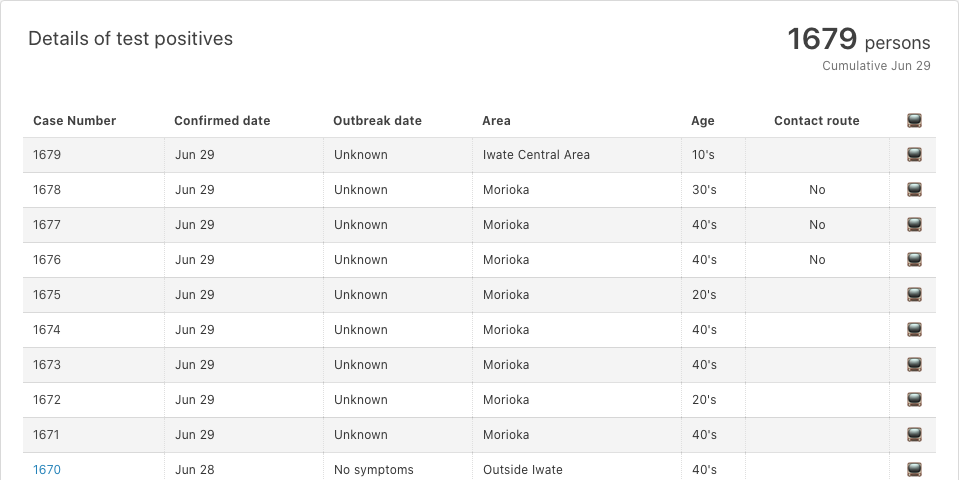 Details of test positives
1679 persons
Cumulative Jun 29
Case Number Confirmed date Outbreak date Area Age Contact route
1679 Jun 29 Unknown Iwate Central Area 10's
1678 Jun 29 Unknown Morioka 30's No
1677 Jun 29 Unknown Morioka 40's No
1676 Jun 29 Unknown Morioka 40's No
1675 Jun 29 Unknown Morioka 20's
1674 Jun 29 Unknown Morioka 40's
1673 Jun 29 Unknown Morioka 40's
1672 Jun 29 Unknown Morioka 20's
1671 Jun 29 Unknown Morioka 40's
1670 Jun 28 No symptoms Outside Iwate 40's